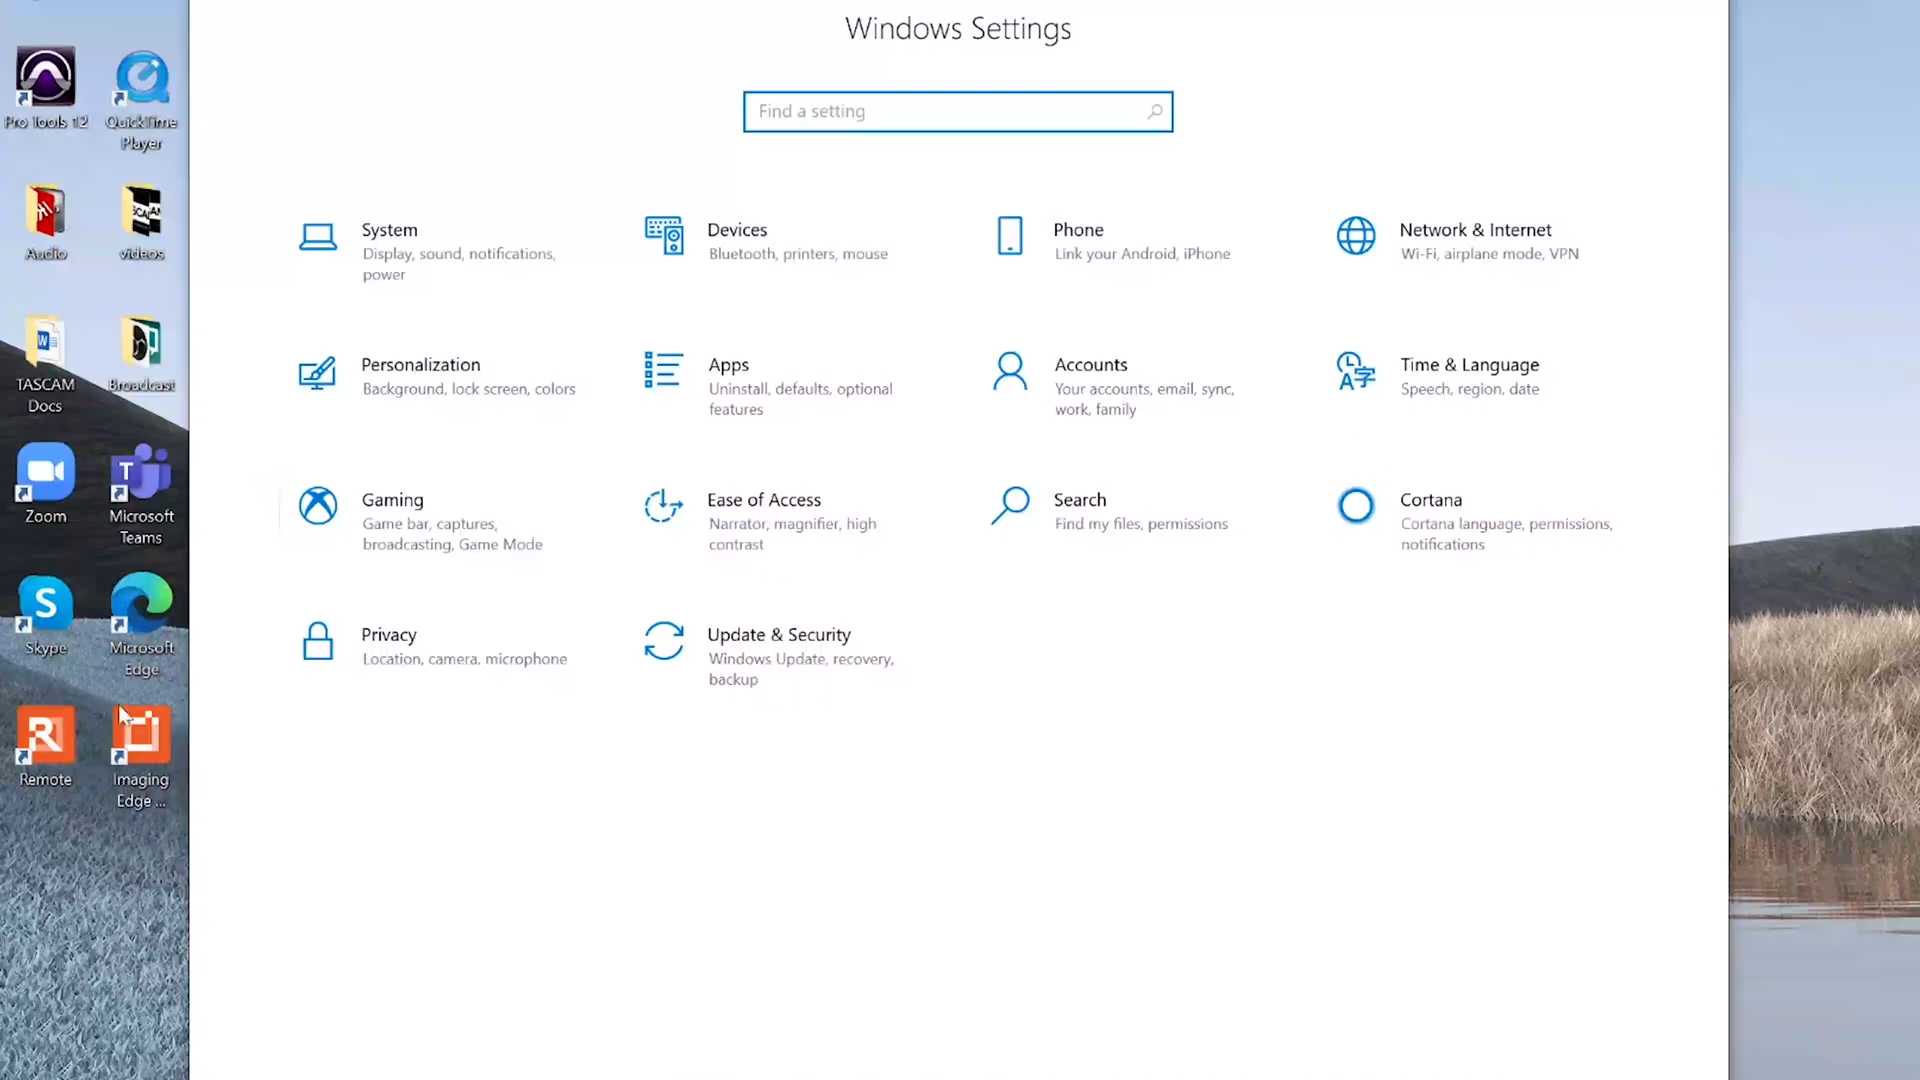 Windows Settings
Find a setting
Pro Tools 12
QuickTime
Player
Audio
videos
TASCAM
Docs
Broadcast
Zoom
Microsoft
Teams
Skype
Microsoft
Edge
Remote
Imaging
Edge ...
System
Display, sound, notifications,
power
Devices
Bluetooth, printers, mouse
Phone
Link your Android, iPhone
Network & Internet
Wi-Fi, airplane mode, VPN
Personalization
Background, lock screen, colors
Apps
Uninstall, defaults, optional
features
Accounts
Your accounts, email, sync,
work, family
Time & Language
Speech, region, date
Gaming
Game bar, captures,
broadcasting, Game Mode
Ease of Access
Narrator, magnifier, high
contrast
Search
Find my files, permissions
Cortana
Cortana language, permissions,
notifications
Privacy
Location, camera, microphone
Update & Security
Windows Update, recovery,
backup